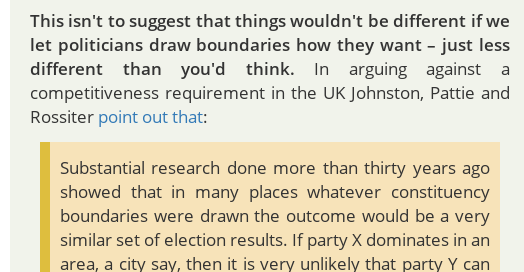 This isn't to suggest that things wouldn't be different if we
let politicians draw boundaries how they want – just less
different than you'd think. In arguing against a
competitiveness requirement in the UK Johnston, Pattie and
Rossiter point out that:
Substantial research done more than thirty years ago
showed that in many places whatever constituency
boundaries were drawn the outcome would be a very
similar set of election results. If party X dominates in an
area, a city say, then it is very unlikely that party Y can